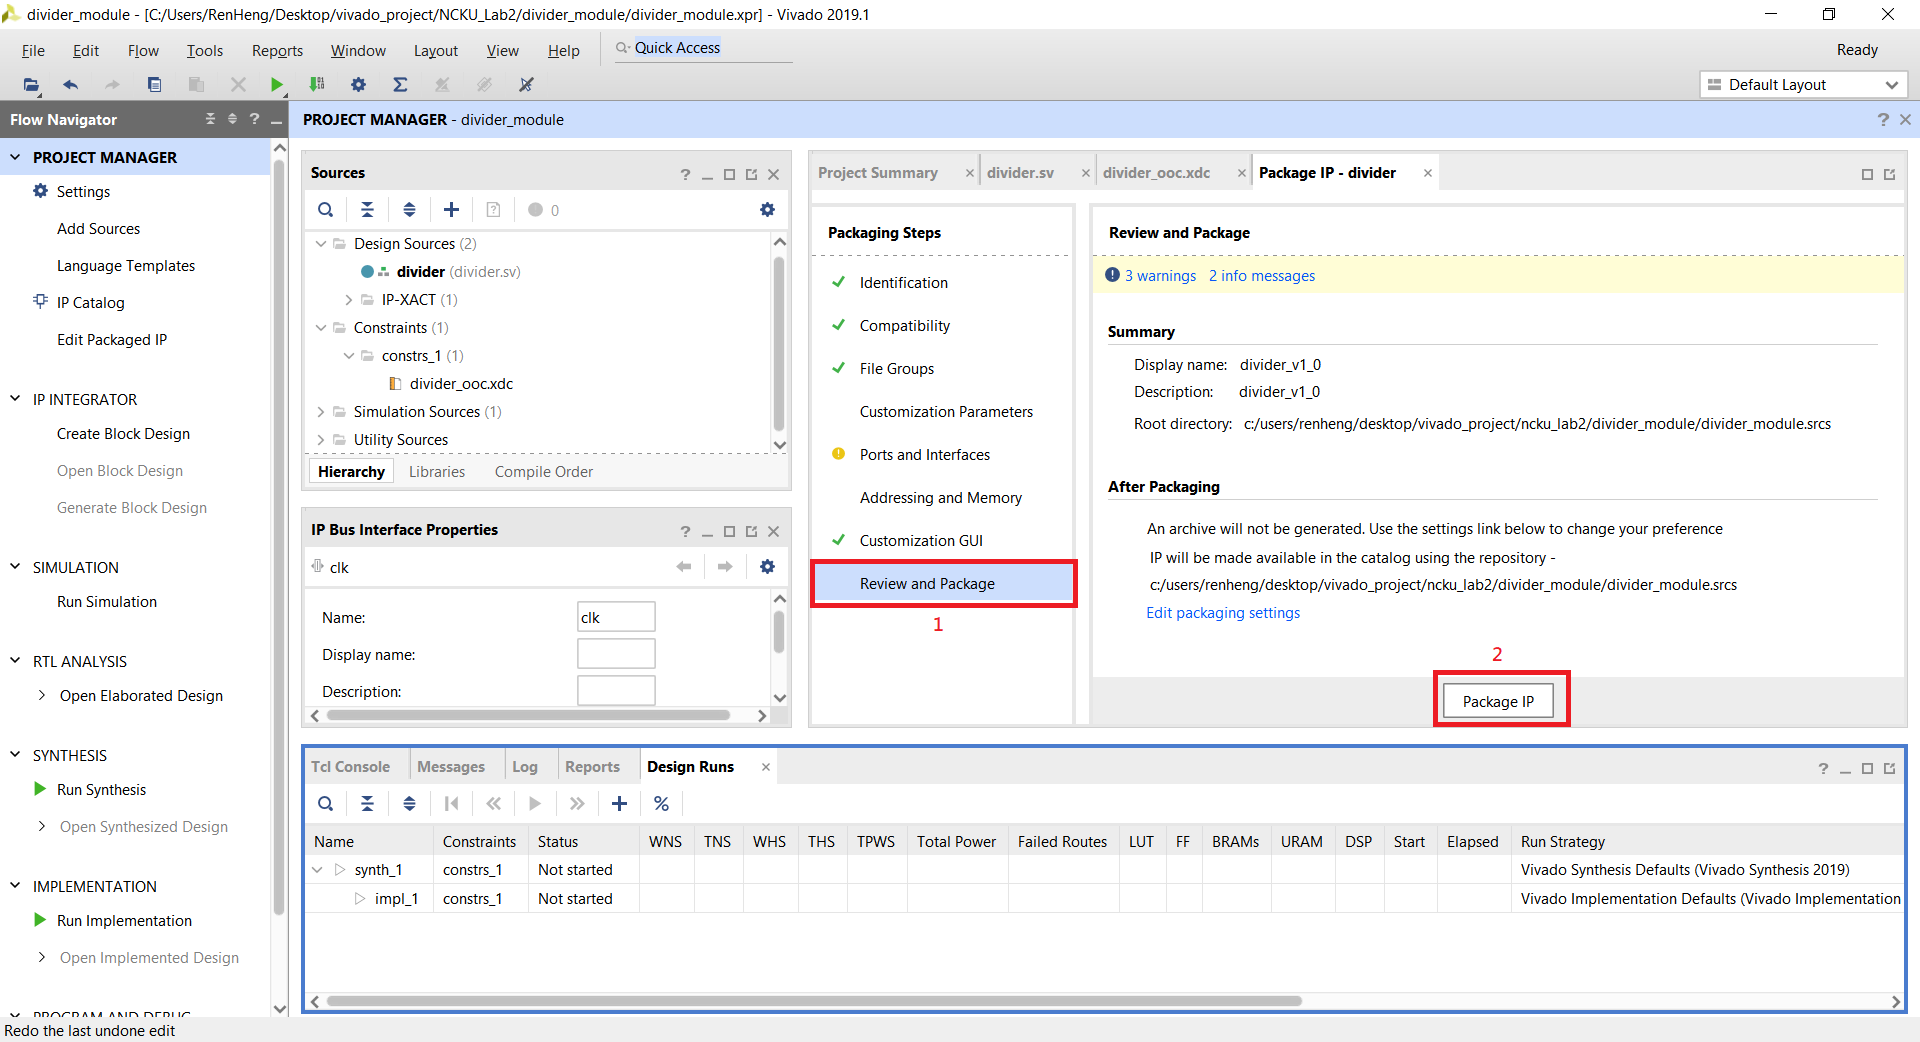 divider_module - [C:/Users/RenHeng/Desktop/vivado_project/NCKU_Lab2/divider_module/divider_module.xpr] - Vivado 2019.1
File Edit Flow Tools Reports Window Layout View Help Quick Access Ready
Default Layout
Flow Navigator
PROJECT MANAGER
Settings
Add Sources
Language Templates
IP Catalog
Edit Packaged IP
IP INTEGRATOR
Create Block Design
Open Block Design
Generate Block Design
SIMULATION
Run Simulation
RTL ANALYSIS
Open Elaborated Design
SYNTHESIS
Run Synthesis
Open Synthesized Design
IMPLEMENTATION
Run Implementation
Open Implemented Design
PROGRAM AND DEBUG
PROJECT MANAGER - divider_module
Sources
0
Design Sources (2)
divider (divider.sv)
IP-XACT (1)
Constraints (1)
constrs_1 (1)
divider_ooc.xdc
Simulation Sources (1)
Utility Sources
Hierarchy Libraries Compile Order
IP Bus Interface Properties
clk
Name: clk
Display name:
Description:
Project Summary divider.sv divider_ooc.xdc Package IP - divider
Packaging Steps
Identification
Compatibility
File Groups
Customization Parameters
Ports and Interfaces
Addressing and Memory
Customization GUI
Review and Package
1
Review and Package
3 warnings 2 info messages
Summary
Display name: divider_v1_0
Description: divider_v1_0
Root directory: c:/users/renheng/desktop/vivado_project/ncku_lab2/divider_module/divider_module.srcs
After Packaging
An archive will not be generated. Use the settings link below to change your preference
IP will be made available in the catalog using the repository -
c:/users/renheng/desktop/vivado_project/ncku_lab2/divider_module/divider_module.srcs
Edit packaging settings
2
Package IP
Tcl Console Messages Log Reports Design Runs
Name Constraints Status WNS TNS WHS THS TPWS Total Power Failed Routes LUT FF BRAMs URAM DSP Start Elapsed Run Strategy
synth_1 constrs_1 Not started Vivado Synthesis Defaults (Vivado Synthesis 2019)
impl_1 constrs_1 Not started Vivado Implementation Defaults (Vivado Implementation
Redo the last undone edit